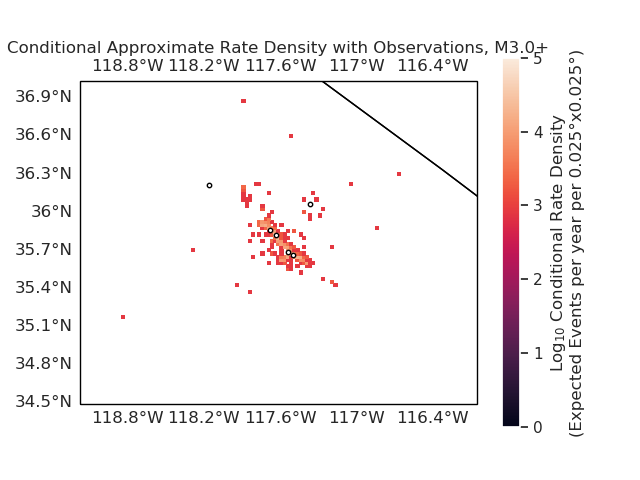 Conditional Approximate Rate Density with Observations, M3.0+
118.8°W 118.2°W 117.6°W 117°W 116.4°W
36.9°N
36.6°N
36.3°N
36°N
35.7°N
35.4°N
35.1°N
34.8°N
34.5°N
118.8°W 118.2°W 117.6°W 117°W 116.4°W
5
4
3
2
1
0
Log₁₀ Conditional Rate Density
(Expected Events per year per 0.025°x0.025°)